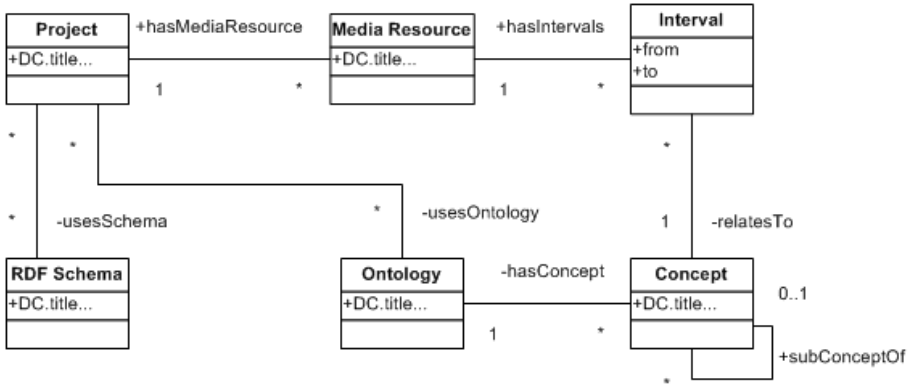 Project
+DC.title...
+hasMediaResource
1
*
Media Resource
+DC.title...
+hasIntervals
1
*
Interval
+from
+to
*
*
*
-usesSchema
*
-usesOntology
*
1
-relatesTo
RDF Schema
+DC.title...
Ontology
+DC.title...
-hasConcept
1
*
Concept
+DC.title...
0..1
+subConceptOf
*